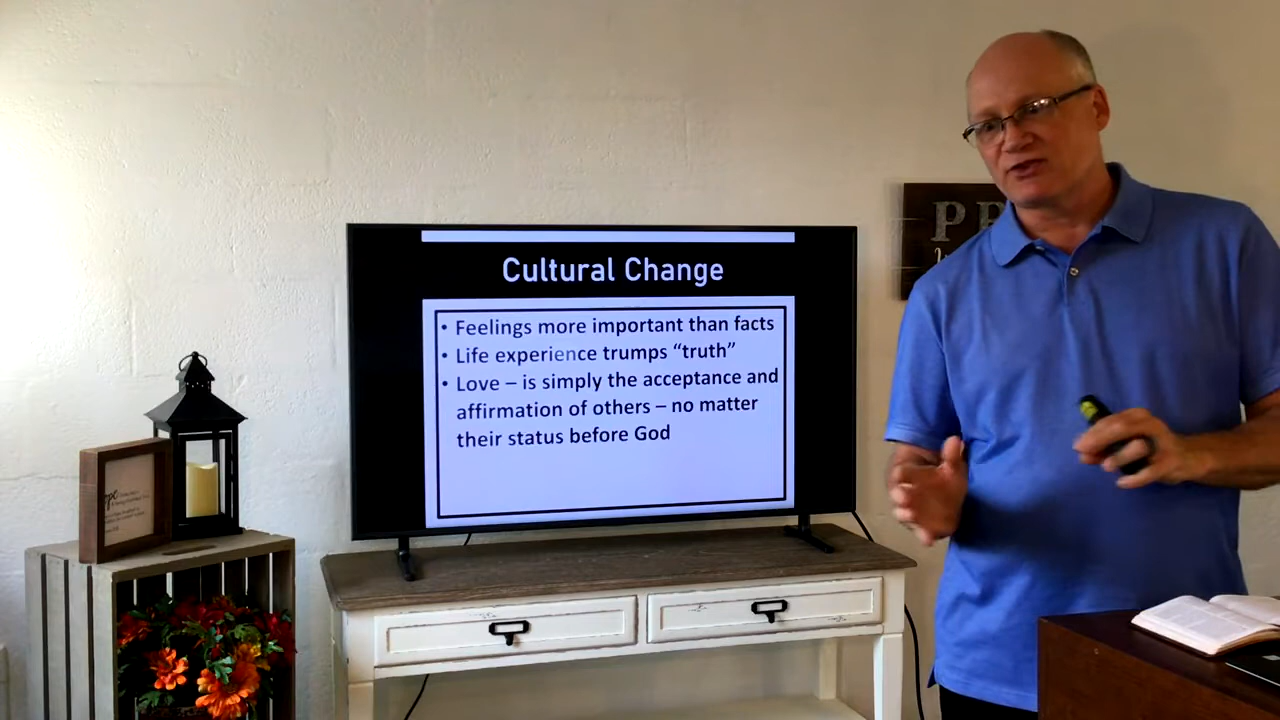 Cultural Change
• Feelings more important than facts
• Life experience trumps “truth”
• Love – is simply the acceptance and
affirmation of others – no matter
their status before God